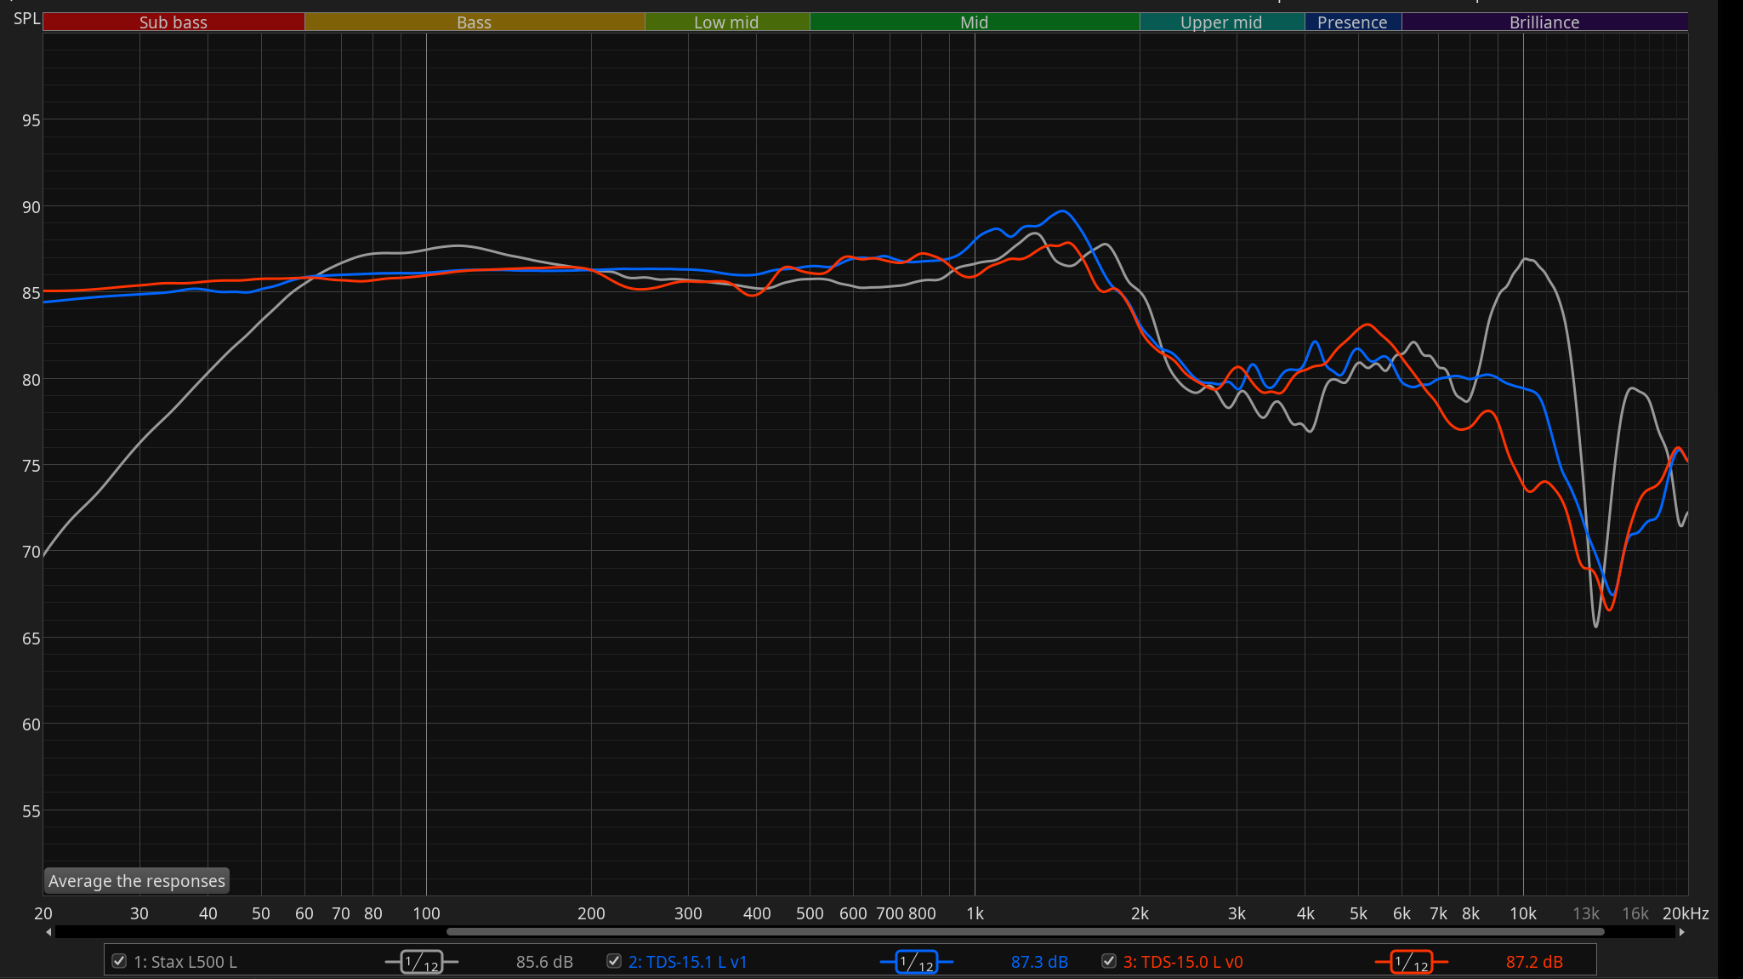 SPL Sub bass Bass Low mid Mid Upper mid Presence Brilliance
95
90
85
80
75
70
65
60
55
Average the responses
20 30 40 50 60 70 80 100 200 300 400 500 600 700 800 1k 2k 3k 4k 5k 6k 7k 8k 10k 13k 16k 20kHz
1: Stax L500 L 1/12 85.6 dB 2: TDS-15.1 L v1 1/12 87.3 dB 3: TDS-15.0 L v0 1/12 87.2 dB